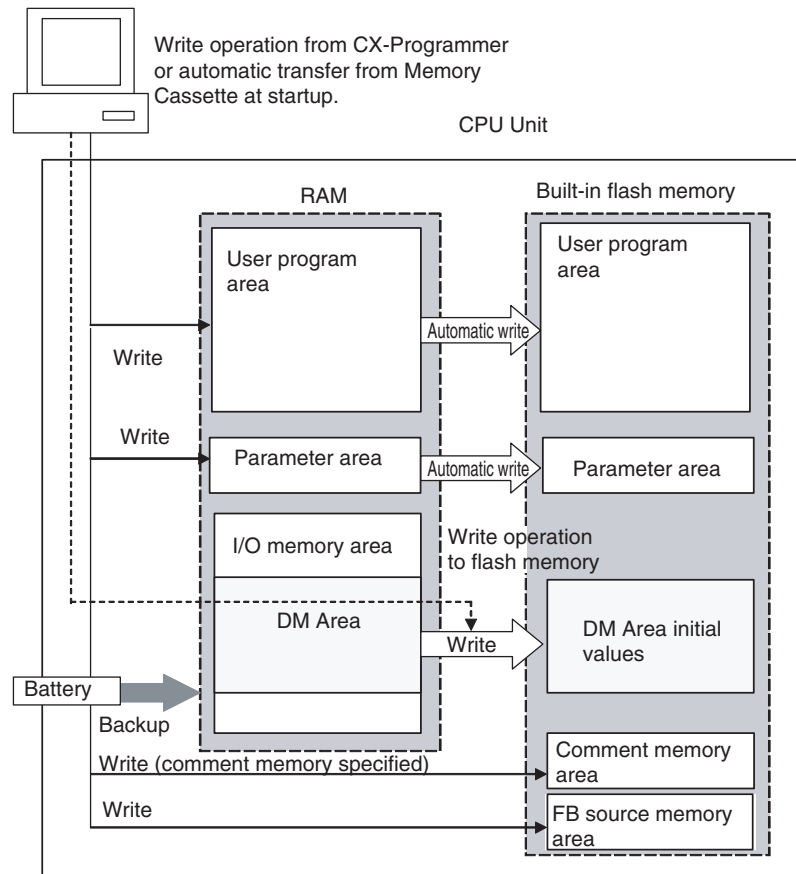 Write operation from CX-Programmer
or automatic transfer from Memory
Cassette at startup.
CPU Unit
RAM
Built-in flash memory
User program
area
User program
area
Automatic write
Write
Write
Parameter area
Automatic write
Parameter area
I/O memory area
Write operation
to flash memory
DM Area
Write
DM Area initial
values
Battery
Backup
Write (comment memory specified)
Comment memory
area
Write
FB source memory
area